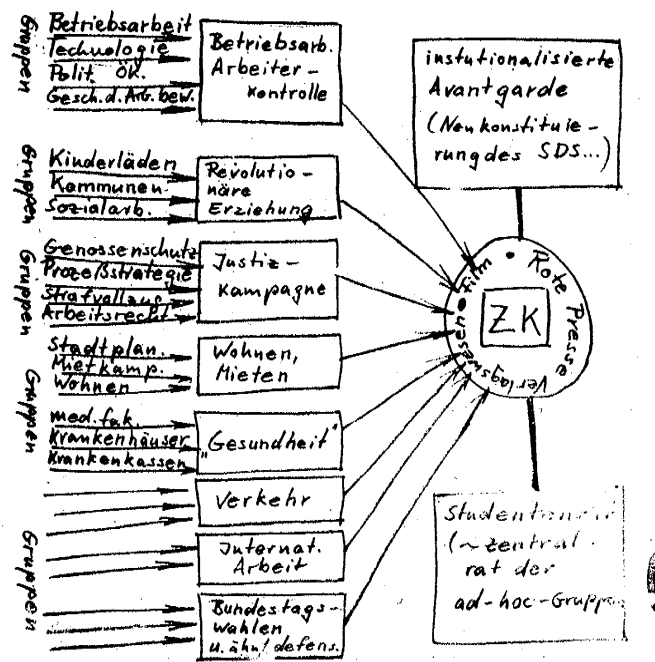 Gruppen
Betriebsarbeit
Technologie
Polit. Ök.
Gesch. d. Arb. bew.
Betriebsarb.
Arbeiter-
kontrolle
Gruppen
Kinderläden
Kommunen
Sozialarb.
Revolutio-
näre
Erziehung
Gruppen
Genossenschutz
Prozeßstrategie
Strafvollzug
Arbeitsrecht
Justiz-
Kampagne
Gruppen
Stadtplan.
Mietkamp.
Wohnen
Wohnen,
Mieten
med. fak.
Krankenhäuser
Krankenkassen
„Gesundheit“
Verkehr
Gruppen
Internat.
Arbeit
Bundestags-
wahlen
u. ähnl defens.
instutionalisierte
Avantgarde
(Neukonstituie-
rung des SDS...)
Film • Rote Presse
Verlagswesen •
ZK
(~zentral
rat der
ad-hoc-Gruppen